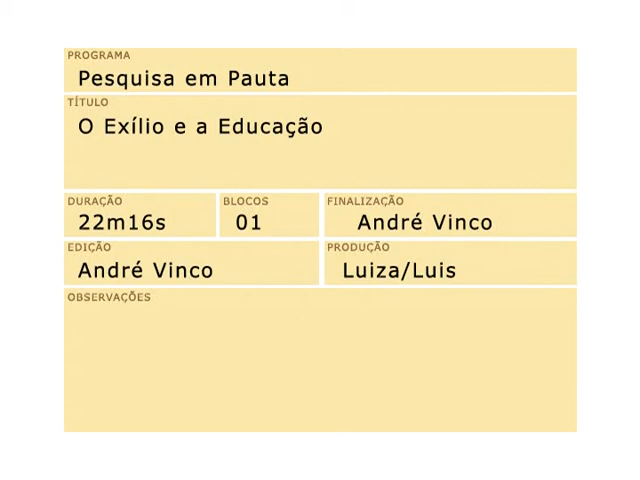 PROGRAMA
Pesquisa em Pauta
TÍTULO
O Exílio e a Educação
DURAÇÃO
22m16s
BLOCOS
01
FINALIZAÇÃO
André Vinco
EDIÇÃO
André Vinco
PRODUÇÃO
Luiza/Luis
OBSERVAÇÕES